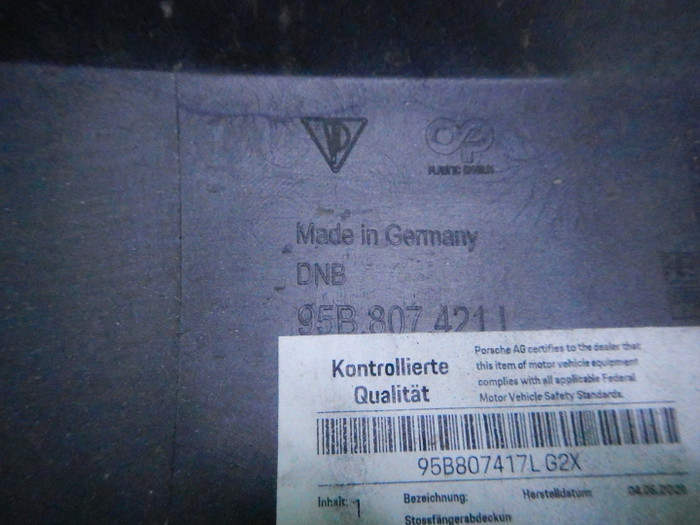 Made in Germany
DNB
95B.807.421 L
Kontrollierte
Qualität
Porsche AG certifies to the dealer that
this item of motor vehicle equipment
complies with all applicable Federal
Motor Vehicle Safety Standards.
95B807417L G2X
Inhalt: 1
Bezeichnung:
Herstelldatum:
Stossfängerabdeckun